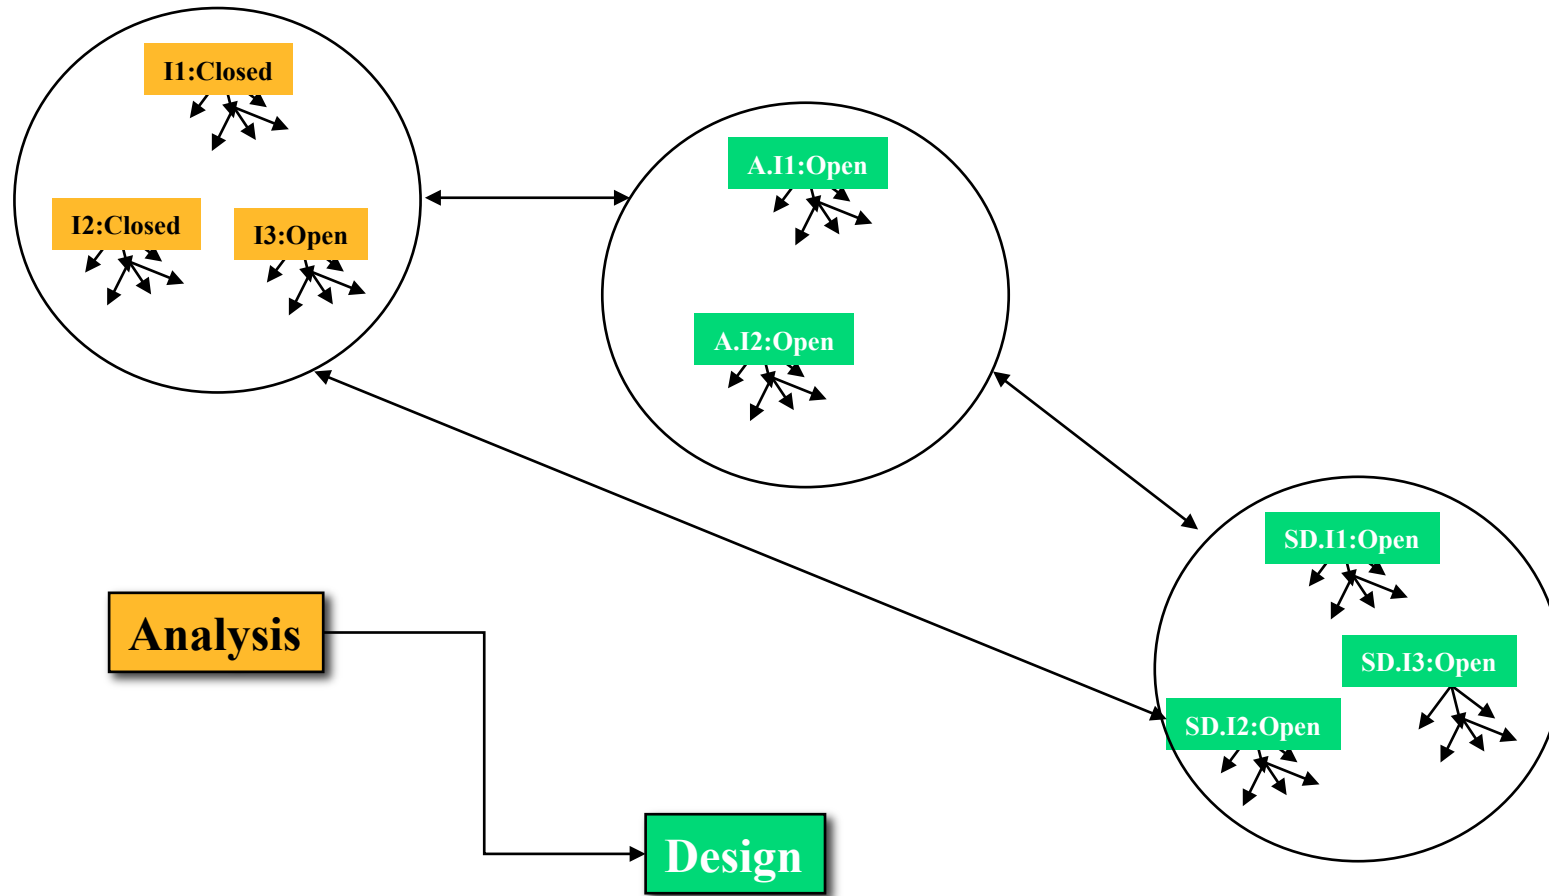 I1:Closed
A.I1:Open
I2:Closed
I3:Open
A.I2:Open
SD.I1:Open
Analysis
SD.I3:Open
SD.I2:Open
Design